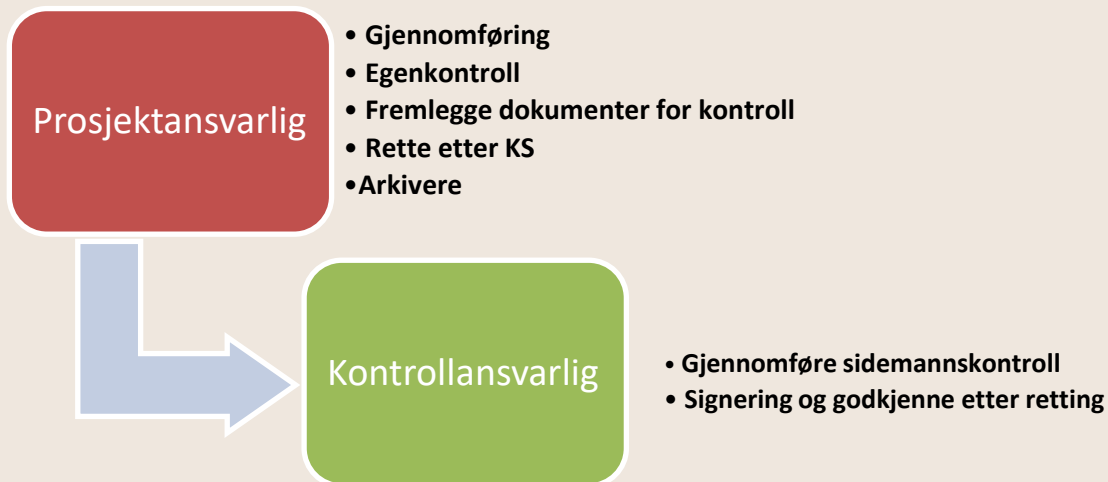 Prosjektansvarlig
• Gjennomføring
• Egenkontroll
• Fremlegge dokumenter for kontroll
• Rette etter KS
•Arkivere
Kontrollansvarlig
• Gjennomføre sidemannskontroll
• Signering og godkjenne etter retting